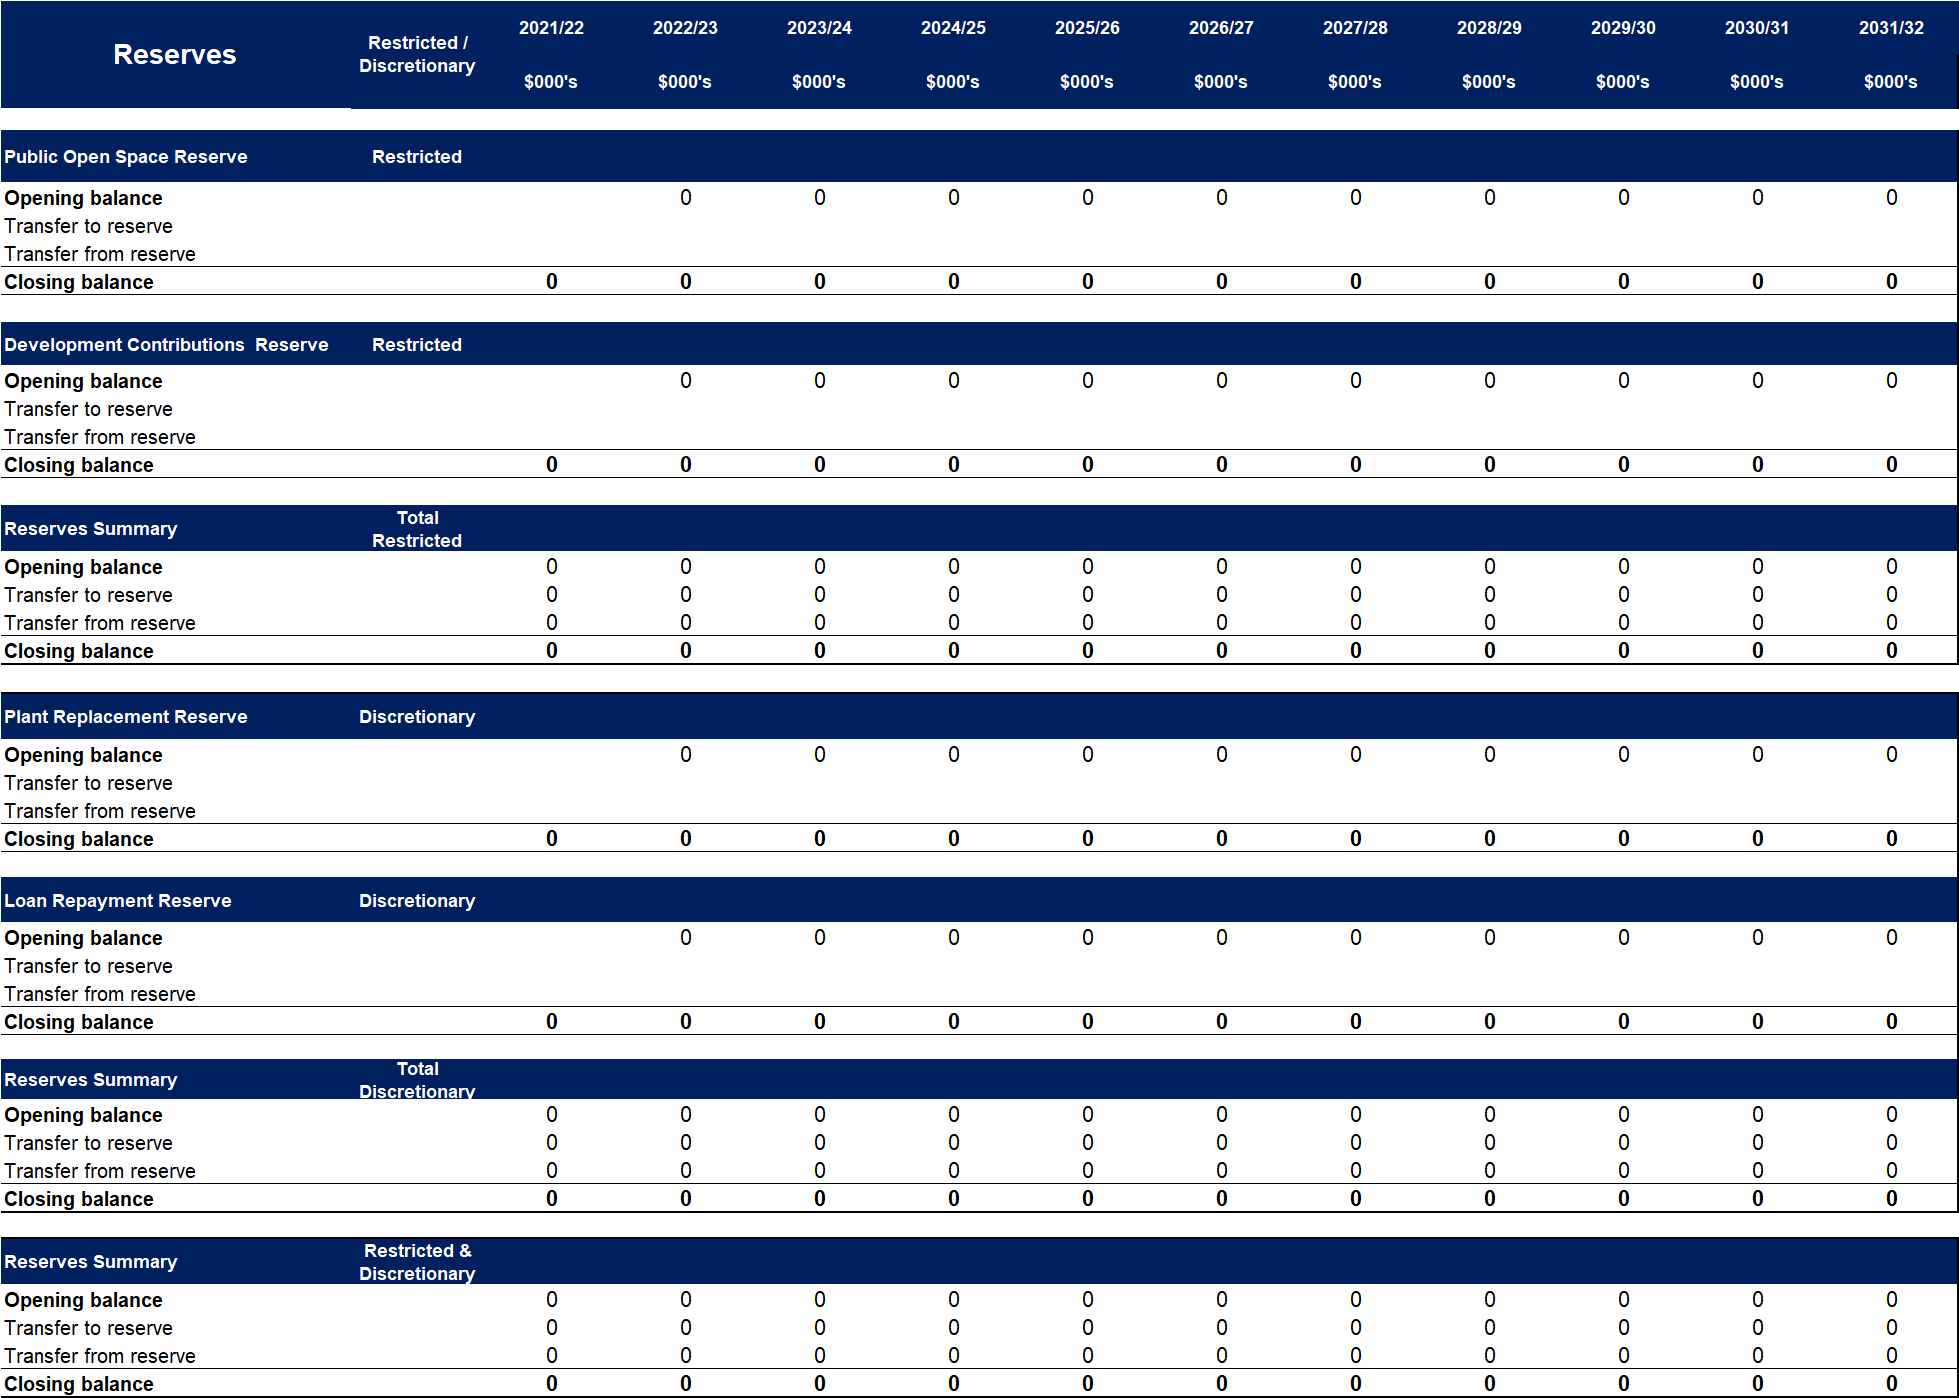 Reserves Restricted / Discretionary 2021/22 2022/23 2023/24 2024/25 2025/26 2026/27 2027/28 2028/29 2029/30 2030/31 2031/32
$000's $000's $000's $000's $000's $000's $000's $000's $000's $000's $000's
Public Open Space Reserve Restricted
Opening balance 0 0 0 0 0 0 0 0 0 0
Transfer to reserve
Transfer from reserve
Closing balance 0 0 0 0 0 0 0 0 0 0 0
Development Contributions  Reserve Restricted
Opening balance 0 0 0 0 0 0 0 0 0 0
Transfer to reserve
Transfer from reserve
Closing balance 0 0 0 0 0 0 0 0 0 0 0
Reserves Summary Total Restricted
Opening balance 0 0 0 0 0 0 0 0 0 0 0
Transfer to reserve 0 0 0 0 0 0 0 0 0 0 0
Transfer from reserve 0 0 0 0 0 0 0 0 0 0 0
Closing balance 0 0 0 0 0 0 0 0 0 0 0
Plant Replacement Reserve Discretionary
Opening balance 0 0 0 0 0 0 0 0 0 0
Transfer to reserve
Transfer from reserve
Closing balance 0 0 0 0 0 0 0 0 0 0 0
Loan Repayment Reserve Discretionary
Opening balance 0 0 0 0 0 0 0 0 0 0
Transfer to reserve
Transfer from reserve
Closing balance 0 0 0 0 0 0 0 0 0 0 0
Reserves Summary Total Discretionary
Opening balance 0 0 0 0 0 0 0 0 0 0 0
Transfer to reserve 0 0 0 0 0 0 0 0 0 0 0
Transfer from reserve 0 0 0 0 0 0 0 0 0 0 0
Closing balance 0 0 0 0 0 0 0 0 0 0 0
Reserves Summary Restricted & Discretionary
Opening balance 0 0 0 0 0 0 0 0 0 0 0
Transfer to reserve 0 0 0 0 0 0 0 0 0 0 0
Transfer from reserve 0 0 0 0 0 0 0 0 0 0 0
Closing balance 0 0 0 0 0 0 0 0 0 0 0